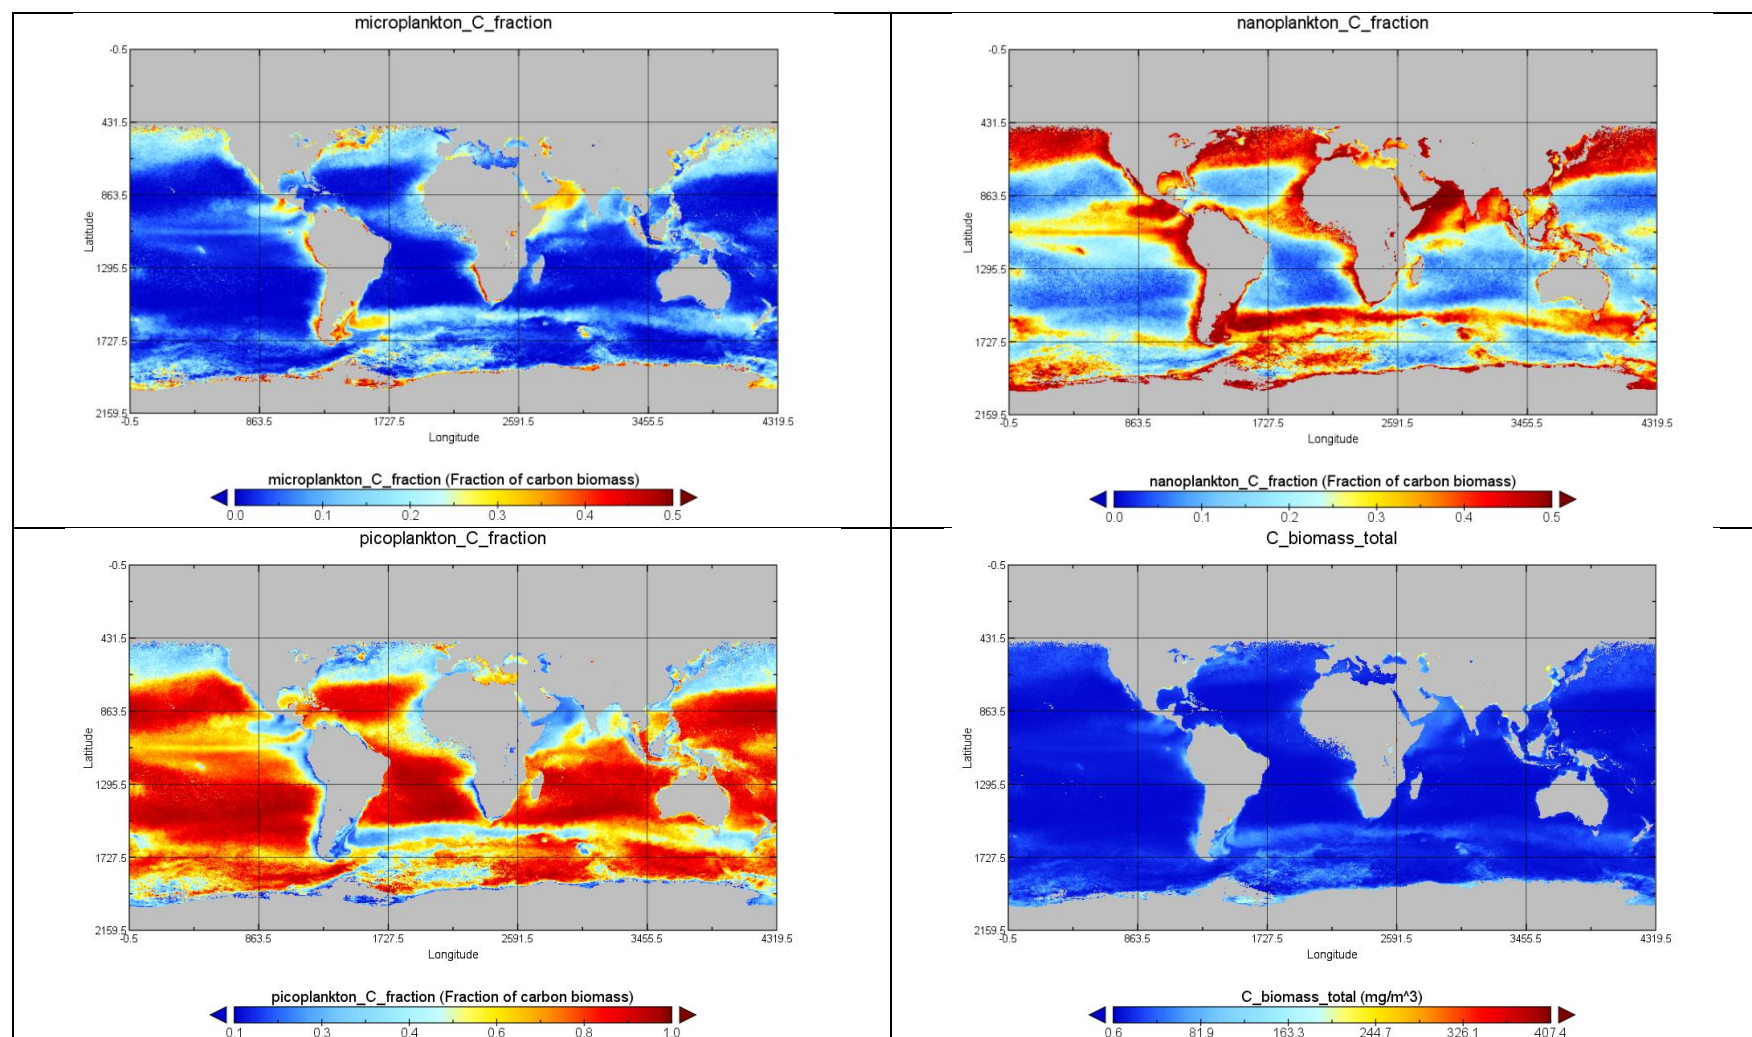 microplankton_C_fraction
-0.5
431.5
863.5
1295.5
1727.5
2159.5
Latitude
-0.5 863.5 1727.5 2591.5 3455.5 4319.5
Longitude
microplankton_C_fraction (Fraction of carbon biomass)
0.0 0.1 0.2 0.3 0.4 0.5
nanoplankton_C_fraction
-0.5
431.5
863.5
1295.5
1727.5
2159.5
Latitude
-0.5 863.5 1727.5 2591.5 3455.5 4319.5
Longitude
nanoplankton_C_fraction (Fraction of carbon biomass)
0.0 0.1 0.2 0.3 0.4 0.5
picoplankton_C_fraction
-0.5
431.5
863.5
1295.5
1727.5
2159.5
Latitude
-0.5 863.5 1727.5 2591.5 3455.5 4319.5
Longitude
picoplankton_C_fraction (Fraction of carbon biomass)
0.1 0.3 0.4 0.6 0.8 1.0
C_biomass_total
-0.5
431.5
863.5
1295.5
1727.5
2159.5
Latitude
-0.5 863.5 1727.5 2591.5 3455.5 4319.5
Longitude
C_biomass_total (mg/m^3)
0.6 81.9 163.3 244.7 326.1 407.4